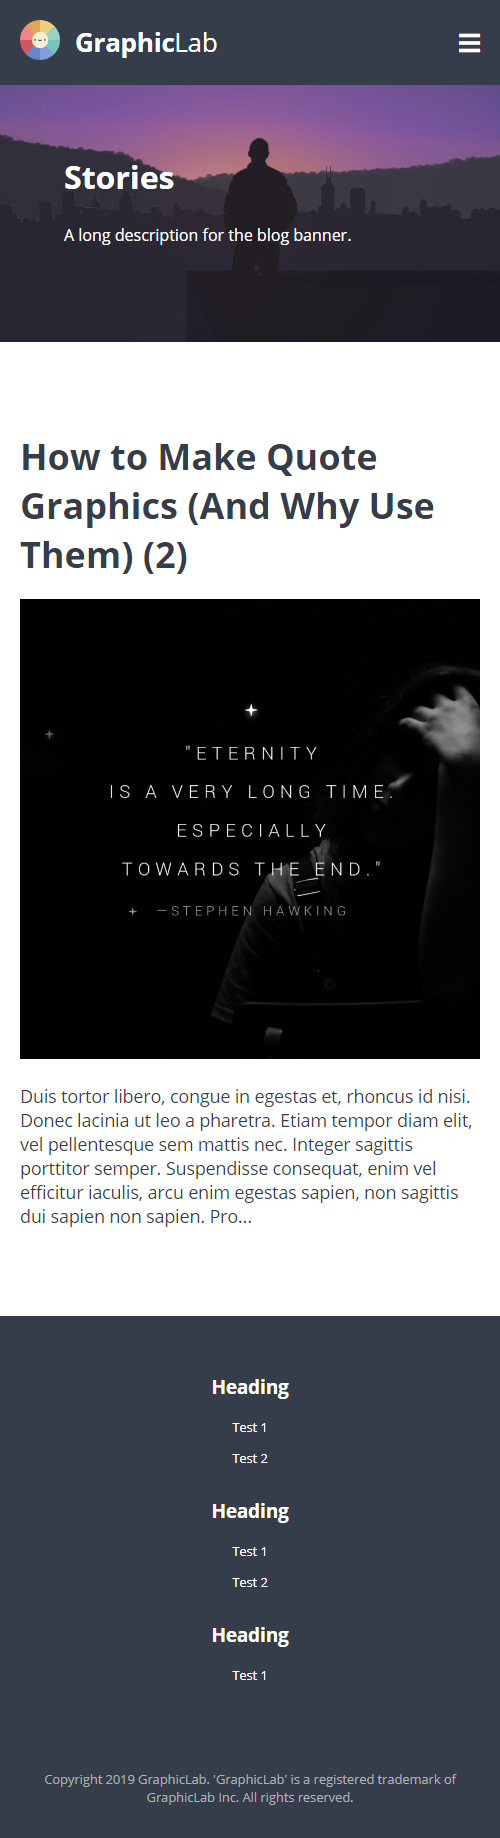 GraphicLab
Stories
A long description for the blog banner.
How to Make Quote
Graphics (And Why Use
Them) (2)
"ETERNITY
IS A VERY LONG TIME.
ESPECIALLY
TOWARDS THE END."
—STEPHEN HAWKING
Duis tortor libero, congue in egestas et, rhoncus id nisi.
Donec lacinia ut leo a pharetra. Etiam tempor diam elit,
vel pellentesque sem mattis nec. Integer sagittis
porttitor semper. Suspendisse consequat, enim vel
efficitur iaculis, arcu enim egestas sapien, non sagittis
dui sapien non sapien. Pro...
Heading
Test 1
Test 2
Heading
Test 1
Test 2
Heading
Test 1
Copyright 2019 GraphicLab. 'GraphicLab' is a registered trademark of
GraphicLab Inc. All rights reserved.